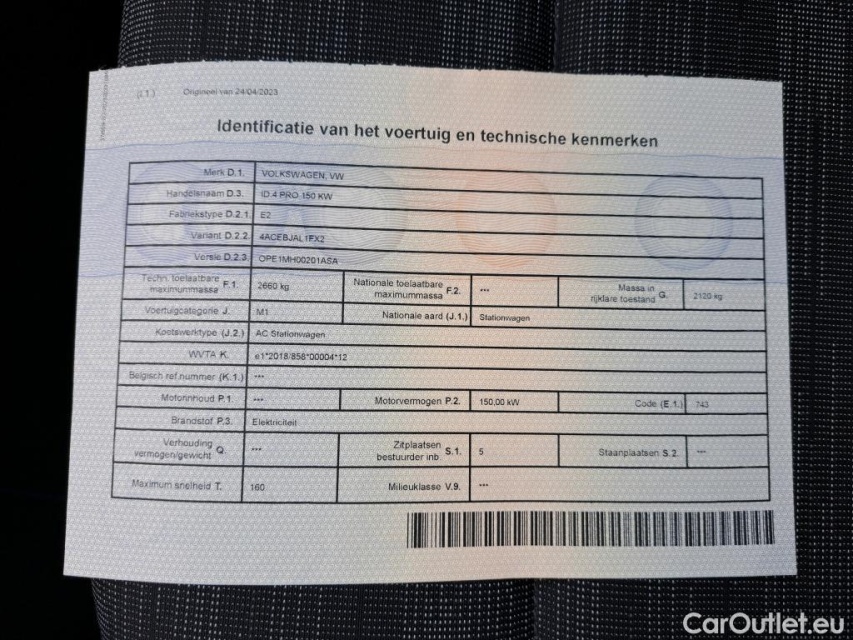 (J.1.) Origineel van 24/04/2023
Identificatie van het voertuig en technische kenmerken
Merk D.1. VOLKSWAGEN, VW
Handelsnaam D.3. ID.4 PRO 150 KW
Fabriekstype D.2.1. E2
Variant D.2.2. 4ACEBJAL1FX2
Versie D.2.3. OPE1MH00201ASA
Techn. toelaatbare maximummassa F.1. 2660 kg Nationale toelaatbare maximummassa F.2. *** Massa in rijklare toestand G. 2120 kg
Voertuigcategorie J. M1 Nationale aard (J.1.) Stationwagen
Koetswerktype (J.2.) AC Stationwagen
WVTA K. e1*2018/858*00004*12
Belgisch ref.nummer (K.1.) ***
Motorinhoud P.1. *** Motorvermogen P.2. 150,00 kW Code (E.1.) 743
Brandstof P.3. Elektriciteit
Verhouding vermogen/gewicht Q. *** Zitplaatsen bestuurder inb. S.1. 5 Staanplaatsen S.2. ***
Maximum snelheid T. 160 Milieuklasse V.9. ***
CarOutlet.eu